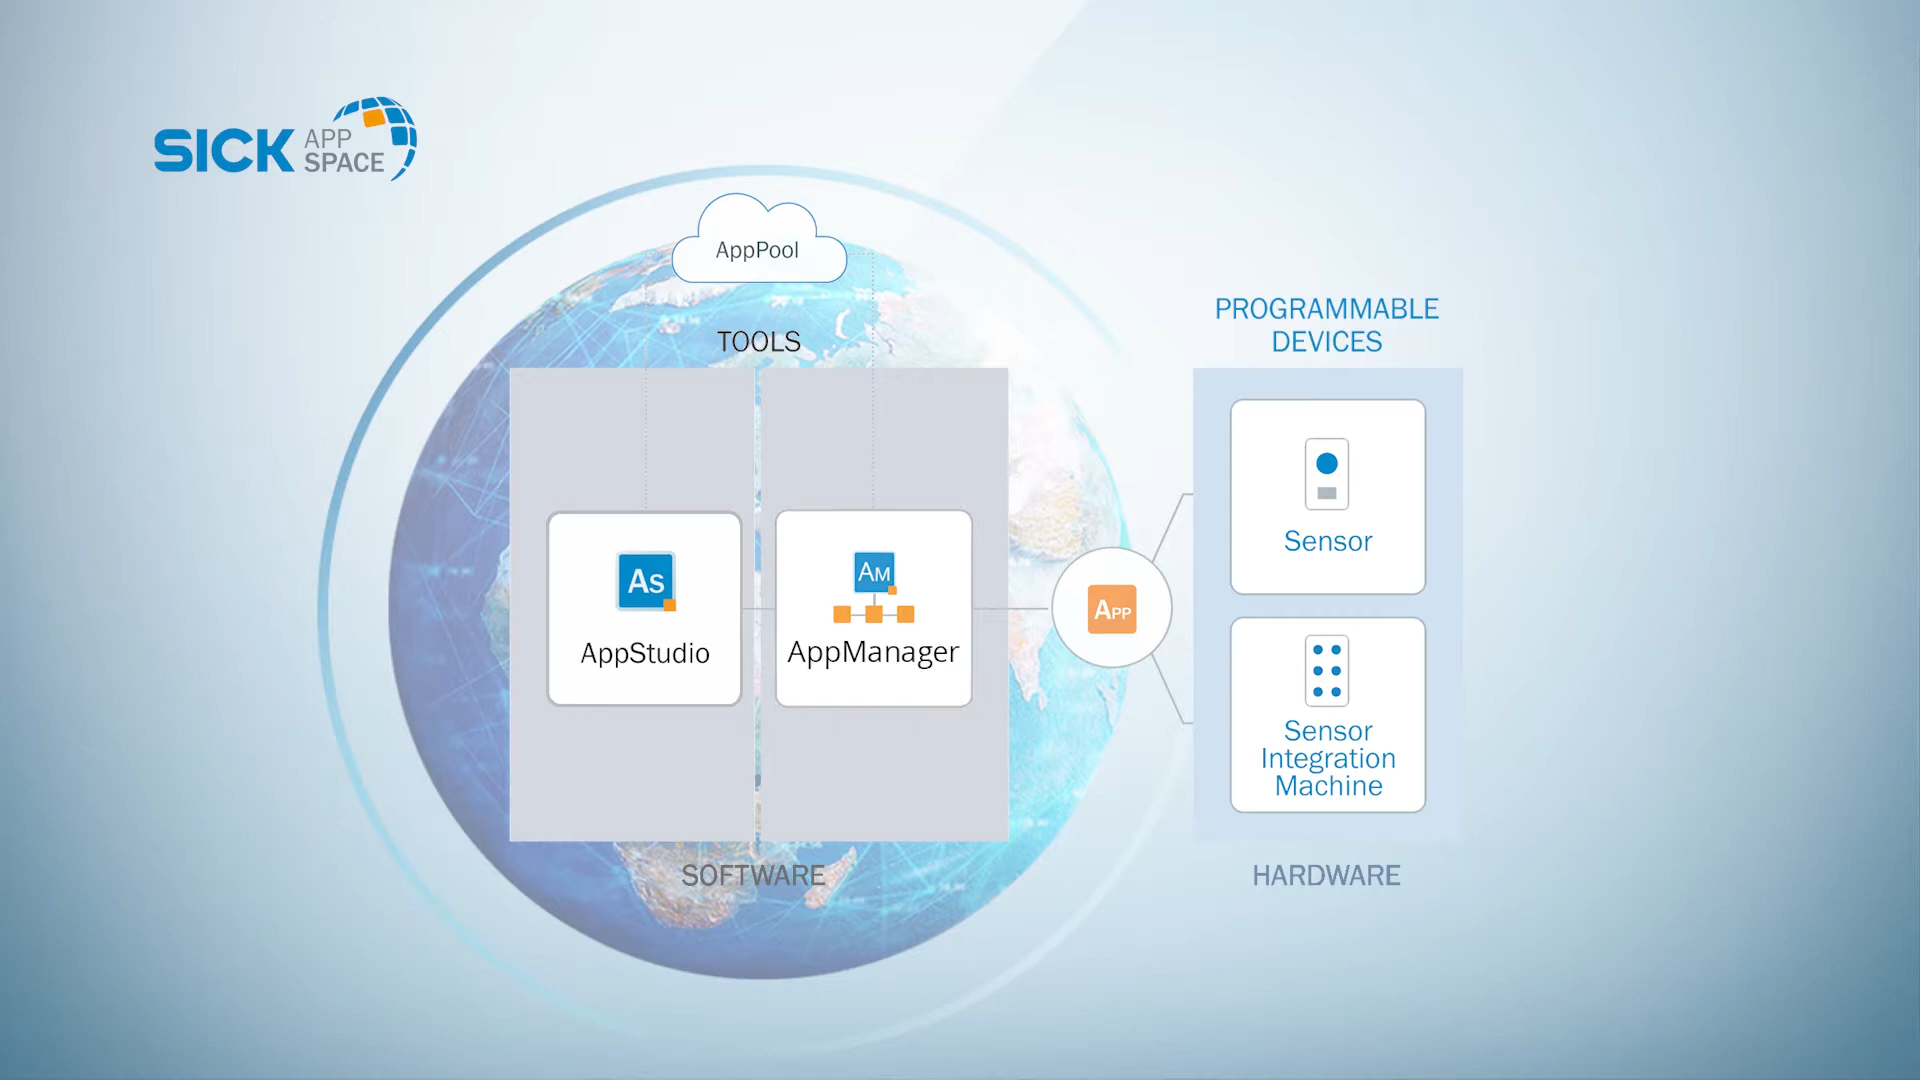 SICK APP
SPACE
AppPool
TOOLS
PROGRAMMABLE
DEVICES
As
AppStudio
AM
AppManager
APP
Sensor
Sensor
Integration
Machine
SOFTWARE
HARDWARE